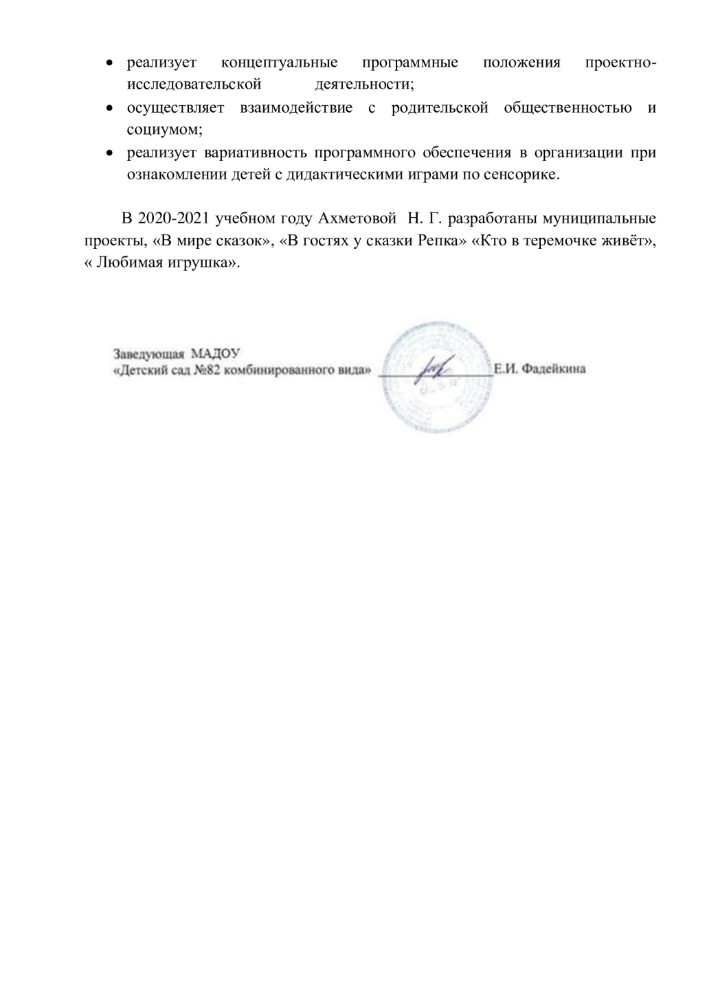 • реализует концептуальные программные положения проектно-
исследовательской деятельности;
• осуществляет взаимодействие с родительской общественностью и
социумом;
• реализует вариативность программного обеспечения в организации при
ознакомлении детей с дидактическими играми по сенсорике.
В 2020-2021 учебном году Ахметовой Н. Г. разработаны муниципальные
проекты, «В мире сказок», «В гостях у сказки Репка» «Кто в теремочке живёт»,
« Любимая игрушка».
Заведующая МАДОУ
«Детский сад №82 комбинированного вида» Е.И. Фадейкина